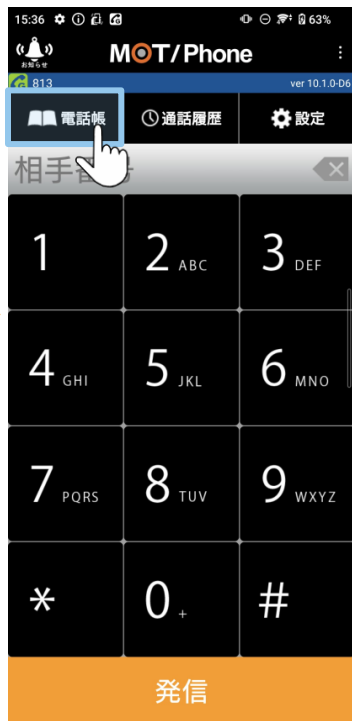 15:36 63%
お知らせ MOT/Phone
813 ver 10.1.0-D6
電話帳 通話履歴 設定
相手番号
1 2 ABC 3 DEF
4 GHI 5 JKL 6 MNO
7 PQRS 8 TUV 9 WXYZ
* 0 + #
発信